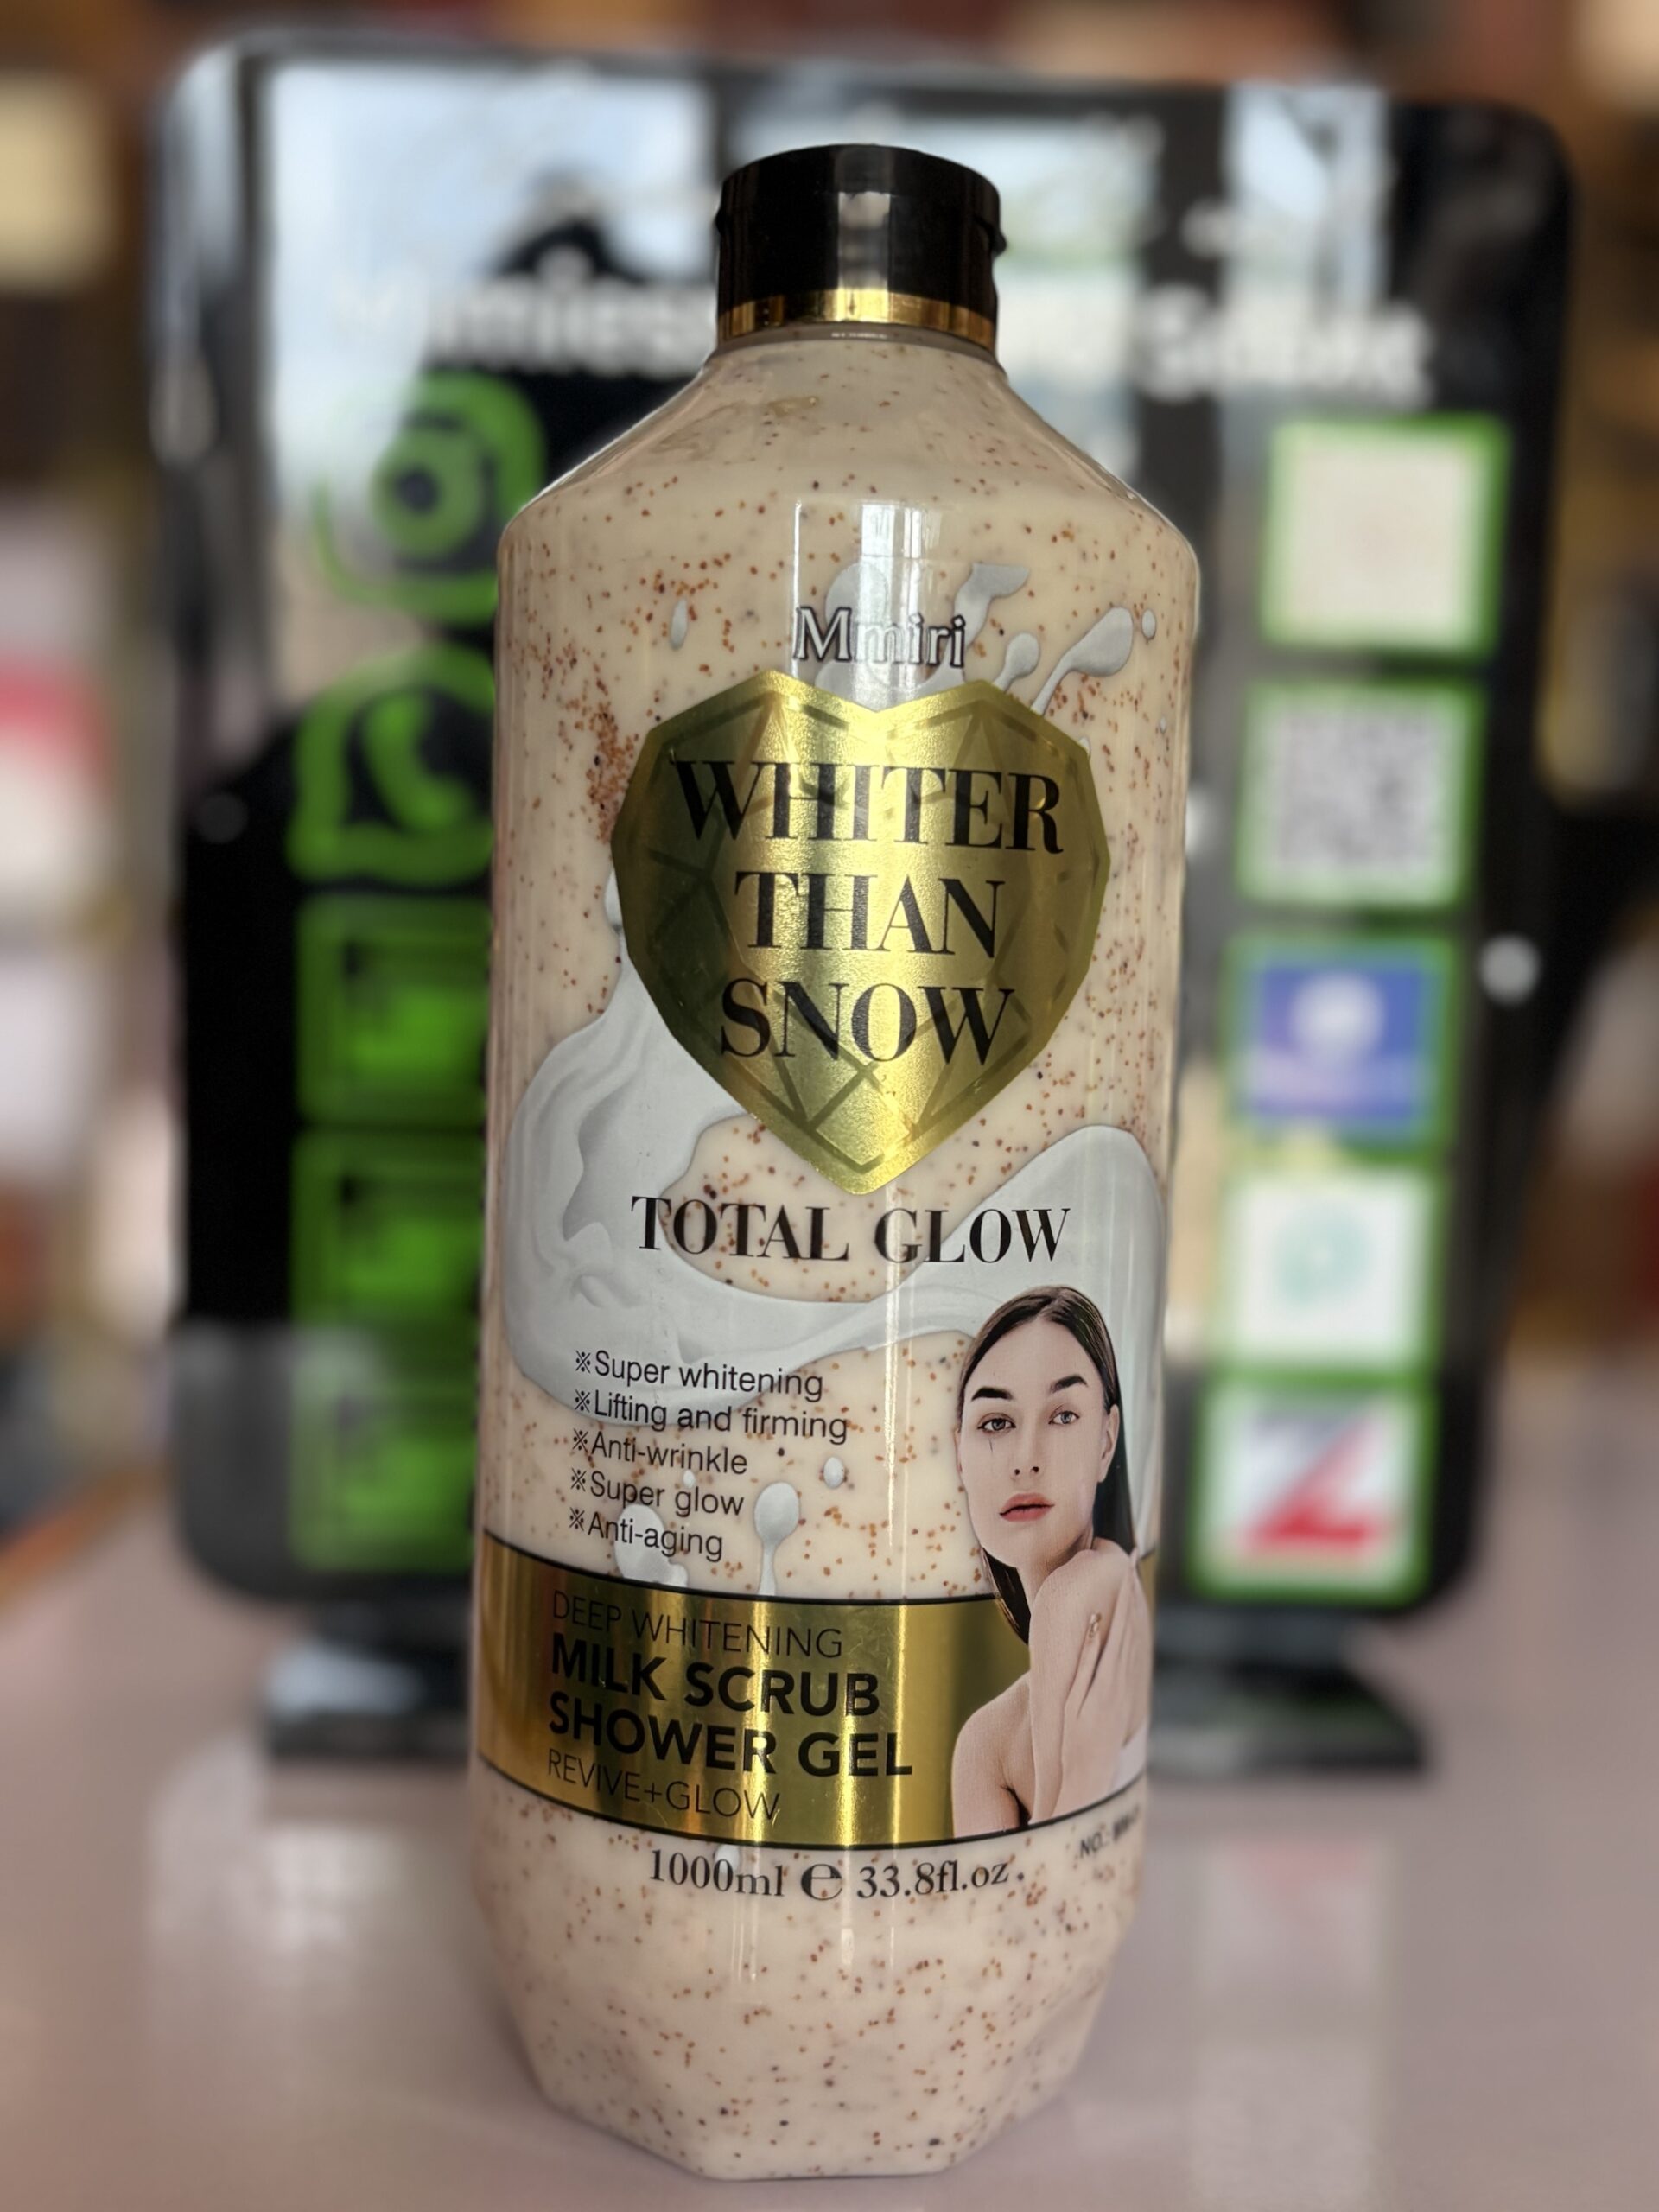 Mmiri
WHITER
THAN
SNOW
TOTAL GLOW
※Super whitening
※Lifting and firming
※Anti-wrinkle
※Super glow
※Anti-aging
DEEP WHITENING
MILK SCRUB
SHOWER GEL
REVIVE+GLOW
1000ml ℮ 33.8fl.oz.
NO.: